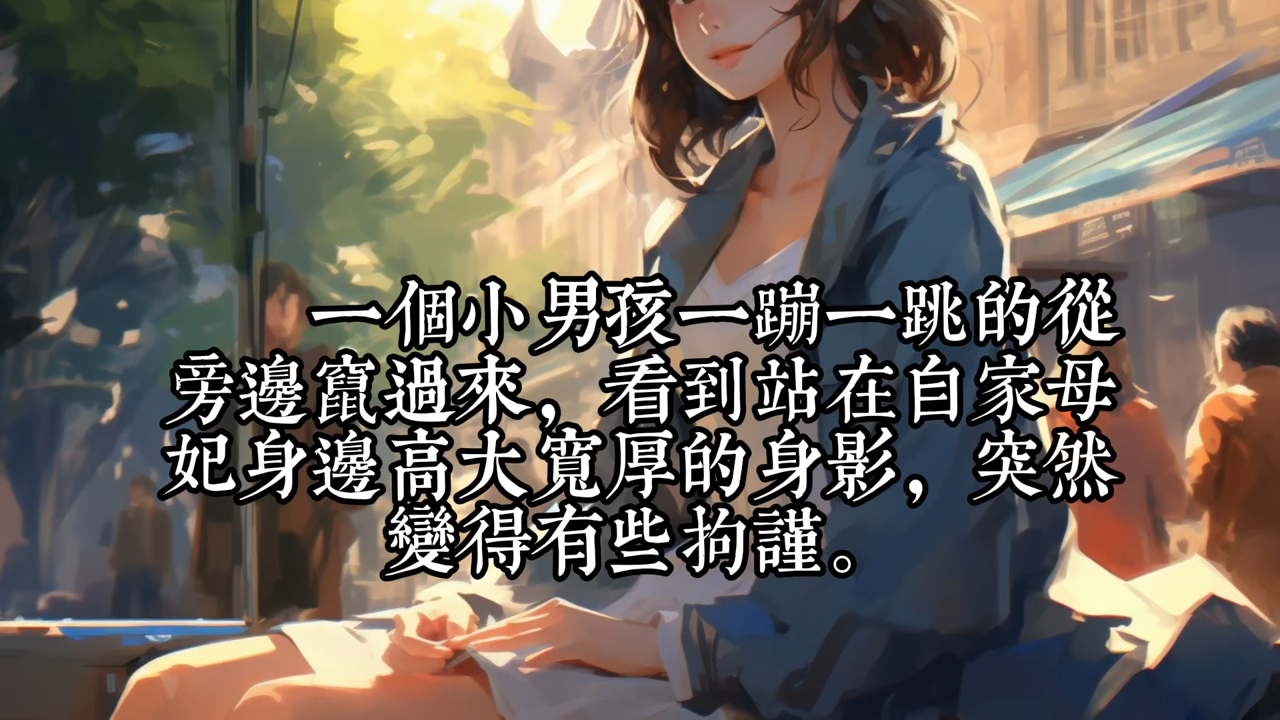 一個小男孩一蹦一跳的從
旁邊竄過來，看到站在自家母
妃身邊高大寬厚的身影，突然
變得有些拘謹。